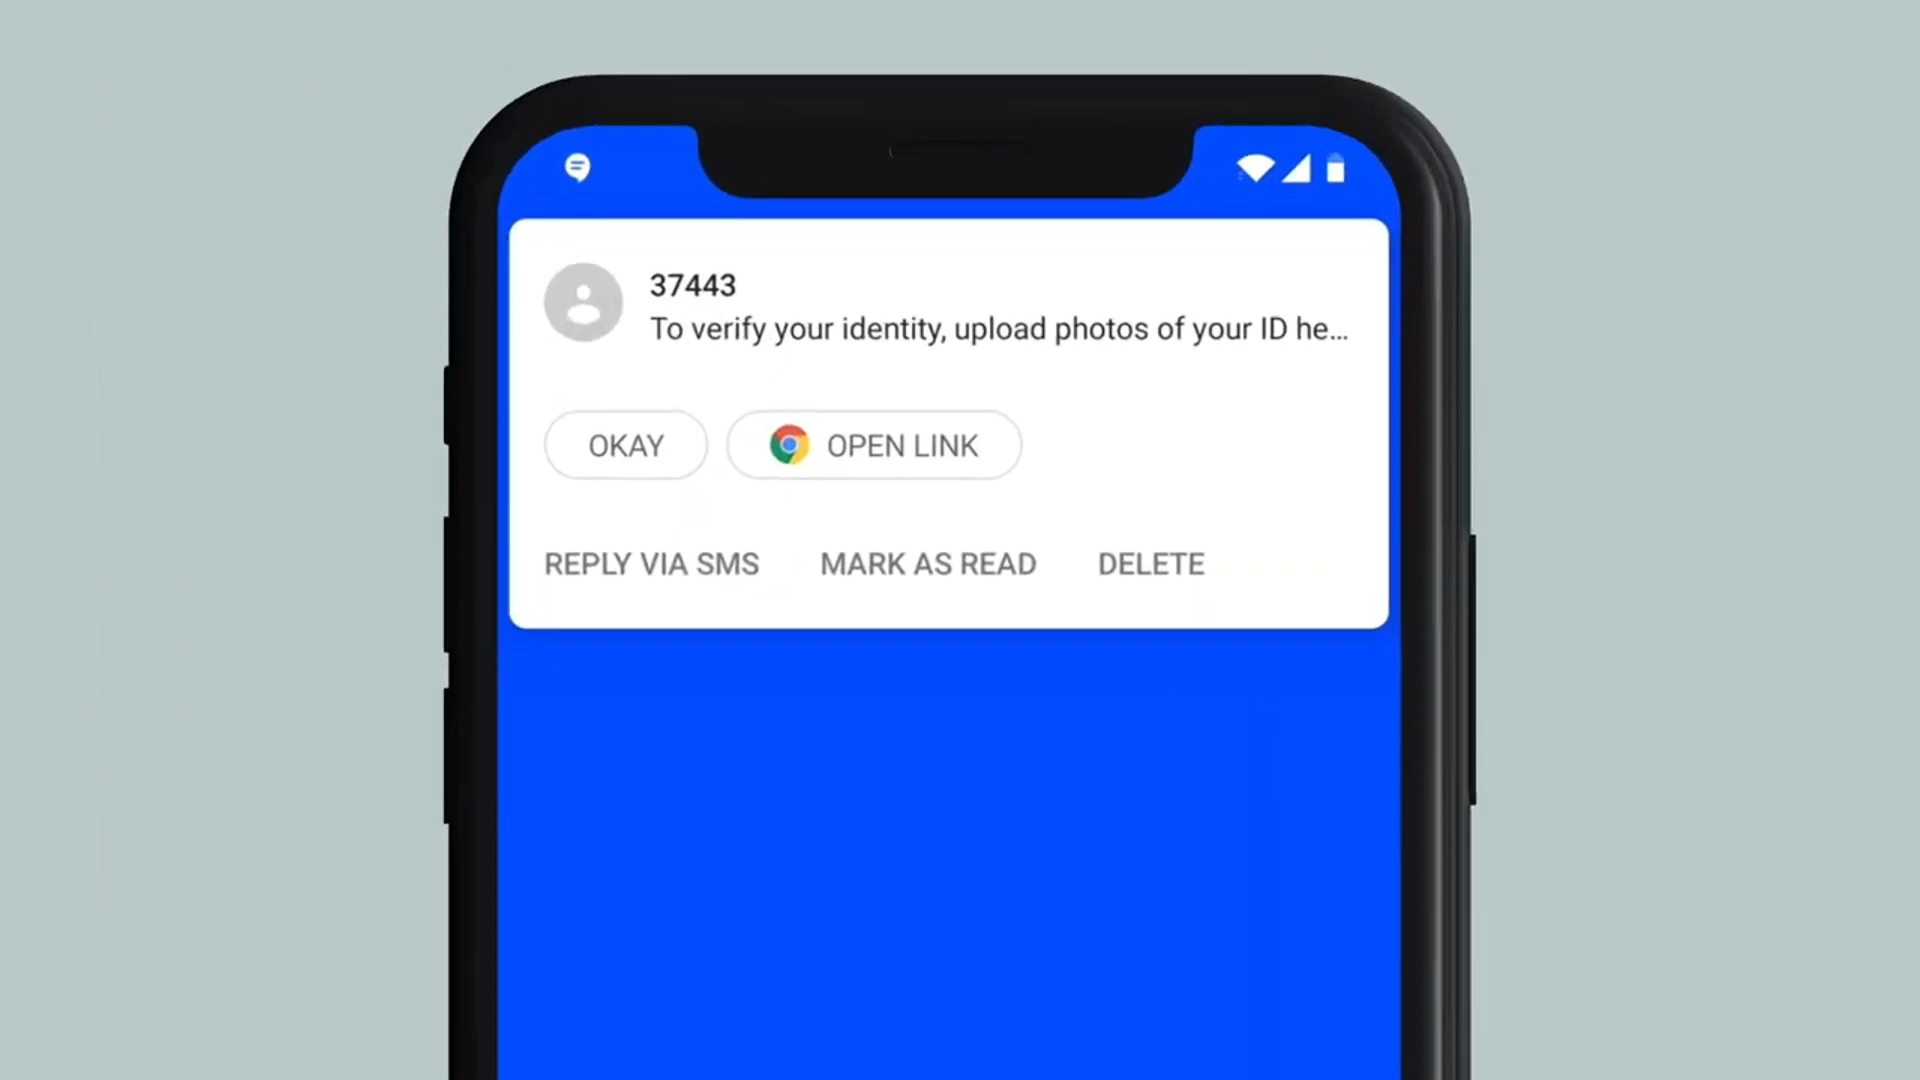 37443
To verify your identity, upload photos of your ID he...
OKAY
OPEN LINK
REPLY VIA SMS MARK AS READ DELETE